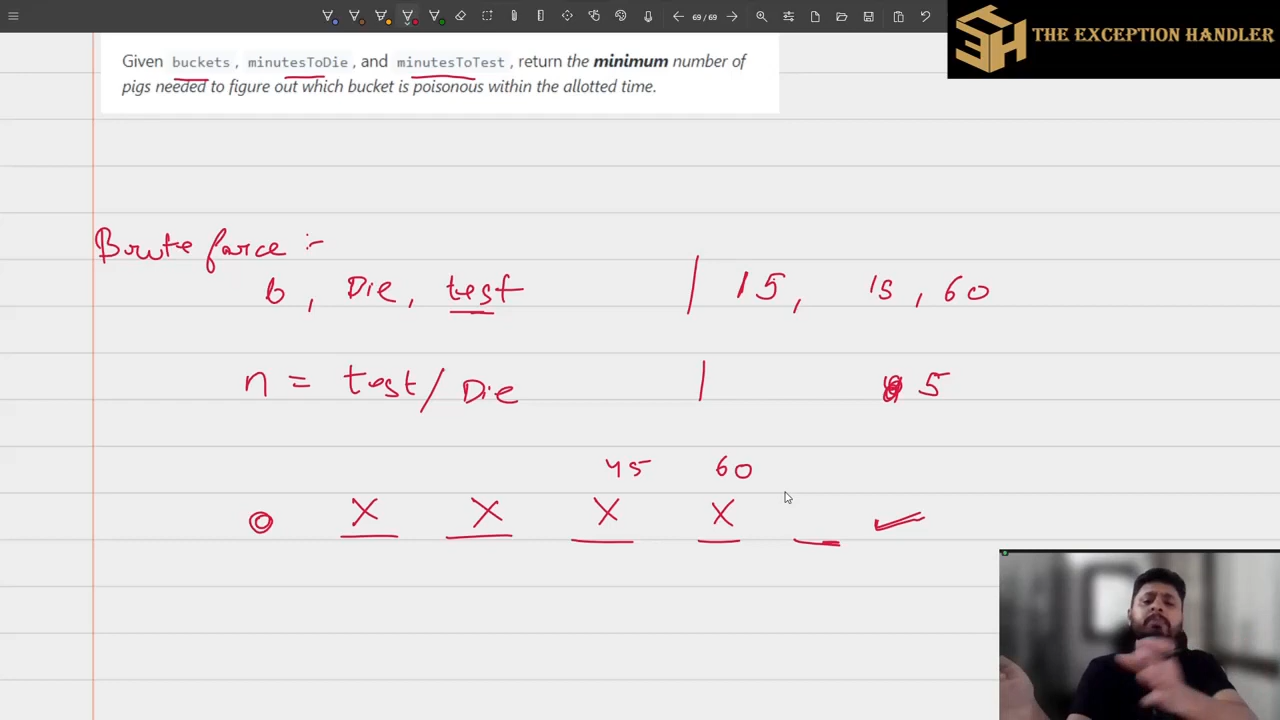 69 / 69
THE EXCEPTION HANDLER
Given buckets, minutesToDie, and minutesToTest, return the minimum number of
pigs needed to figure out which bucket is poisonous within the allotted time.
Brute force :-
b, Die, test | 15, 15, 60
n = test/Die | 5
45 60
X X X X